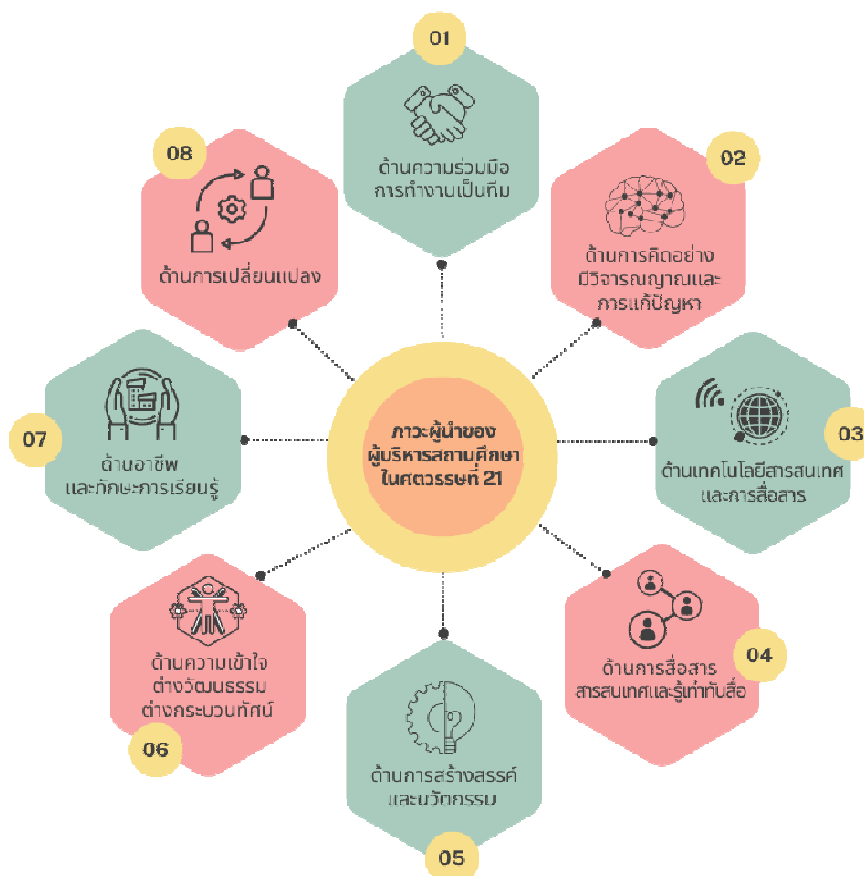 01
ด้านความร่วมมือ
การทำงานเป็นทีม
02
ด้านการคิดอย่าง
มีวิจารณญาณและ
การแก้ปัญหา
03
ด้านเทคโนโลยีสารสนเทศ
และการสื่อสาร
04
ด้านการสื่อสาร
สารสนเทศและรู้เท่าทันสื่อ
05
ด้านการสร้างสรรค์
และนวัตกรรม
06
ด้านความเข้าใจ
ต่างวัฒนธรรม
ต่างกระบวนทัศน์
07
ด้านอาชีพ
และทักษะการเรียนรู้
08
ด้านการเปลี่ยนแปลง
ภาวะผู้นำของ
ผู้บริหารสถานศึกษา
ในศตวรรษที่ 21